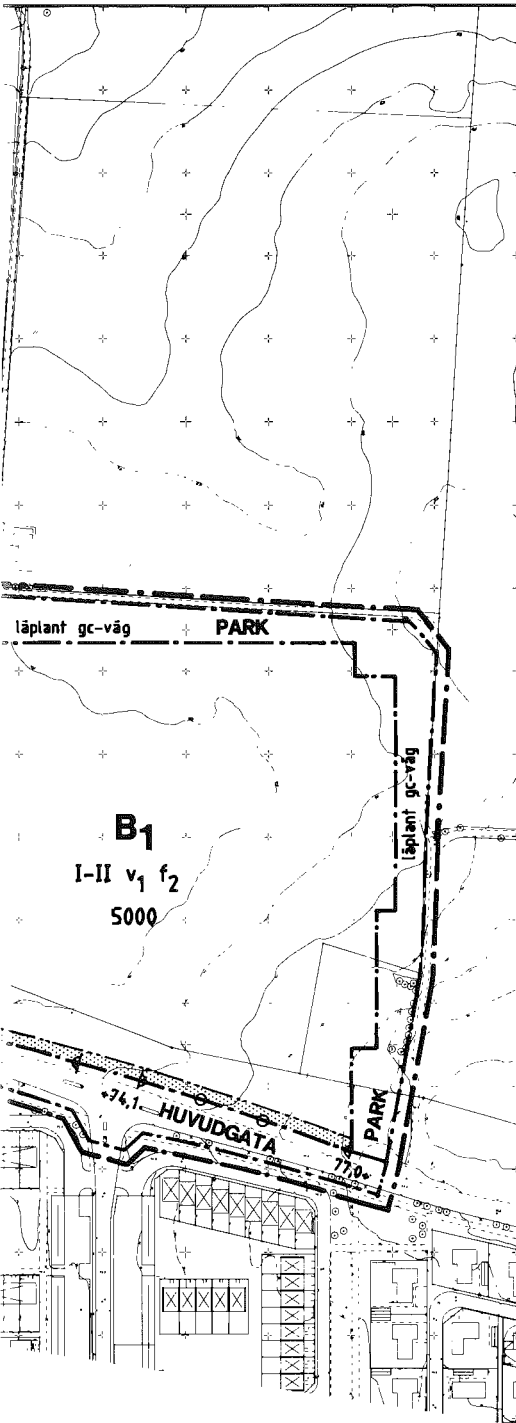 läplant gc-väg PARK
läplant gc-väg
B1
I-II v1 f2
5000
+74,1
HUVUDGATA
PARK
77,0+